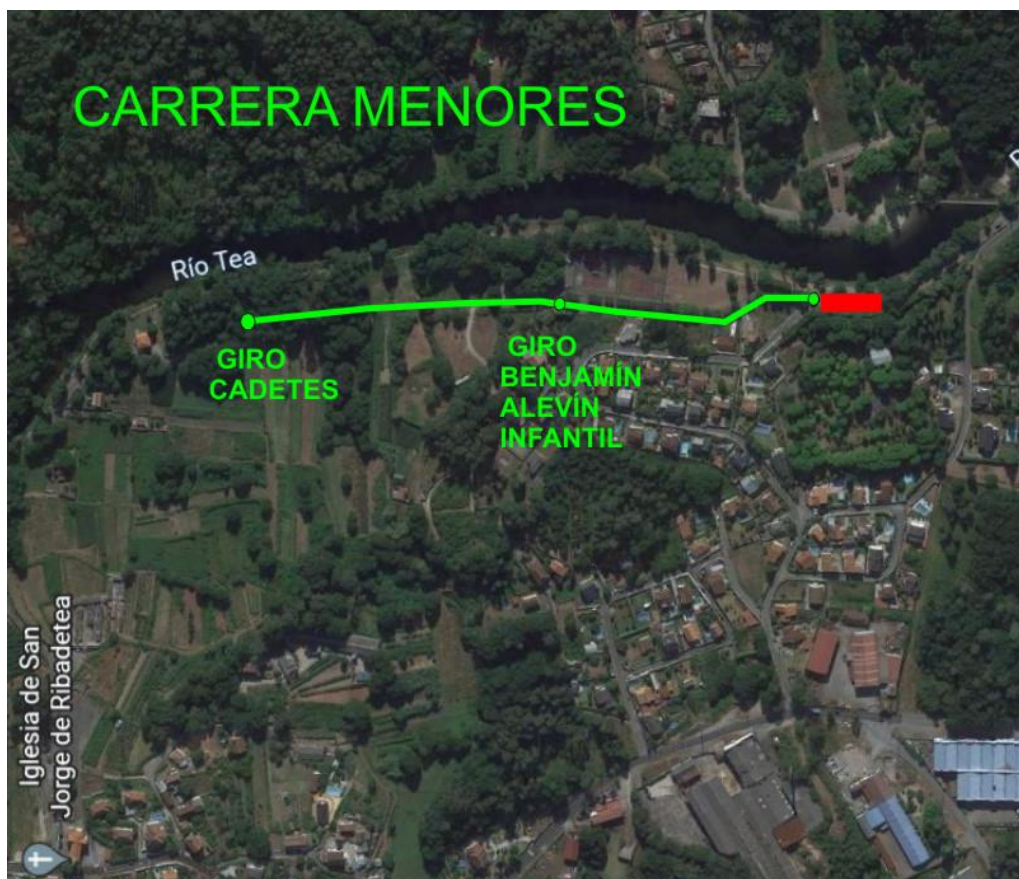 CARRERA MENORES
Río Tea
GIRO
CADETES
GIRO
BENJAMÍN
ALEVÍN
INFANTIL
Iglesia de San
Jorge de Ribadetea